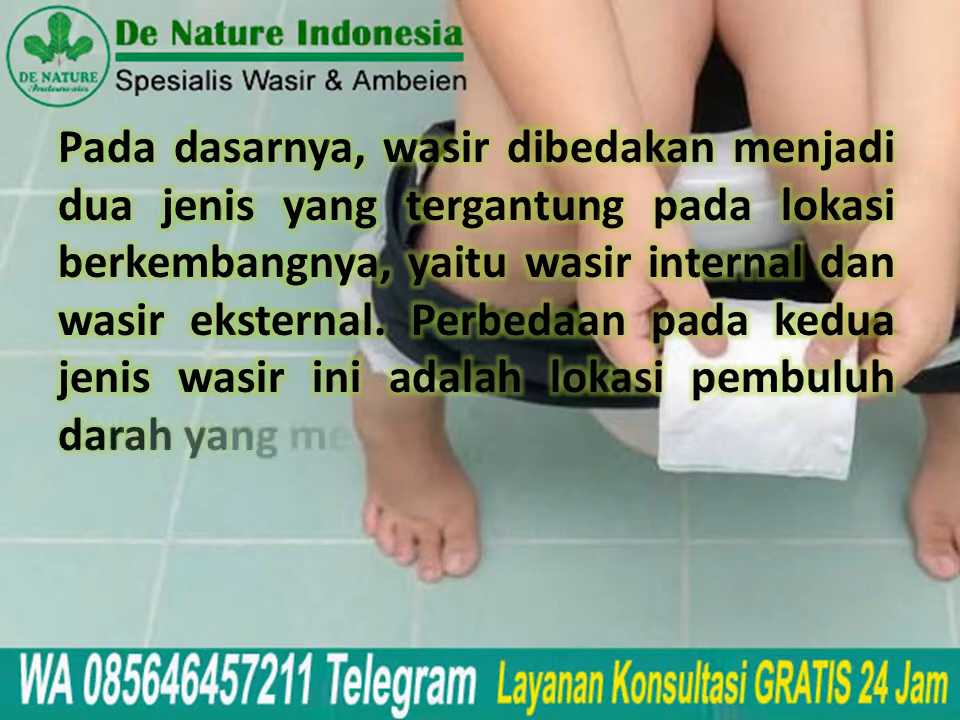 De Nature Indonesia
Spesialis Wasir & Ambeien
DE NATURE
Indonesia
Pada dasarnya, wasir dibedakan menjadi
dua jenis yang tergantung pada lokasi
berkembangnya, yaitu wasir internal dan
wasir eksternal. Perbedaan pada kedua
jenis wasir ini adalah lokasi pembuluh
darah yang me
WA 085646457211 Telegram Layanan Konsultasi GRATIS 24 Jam